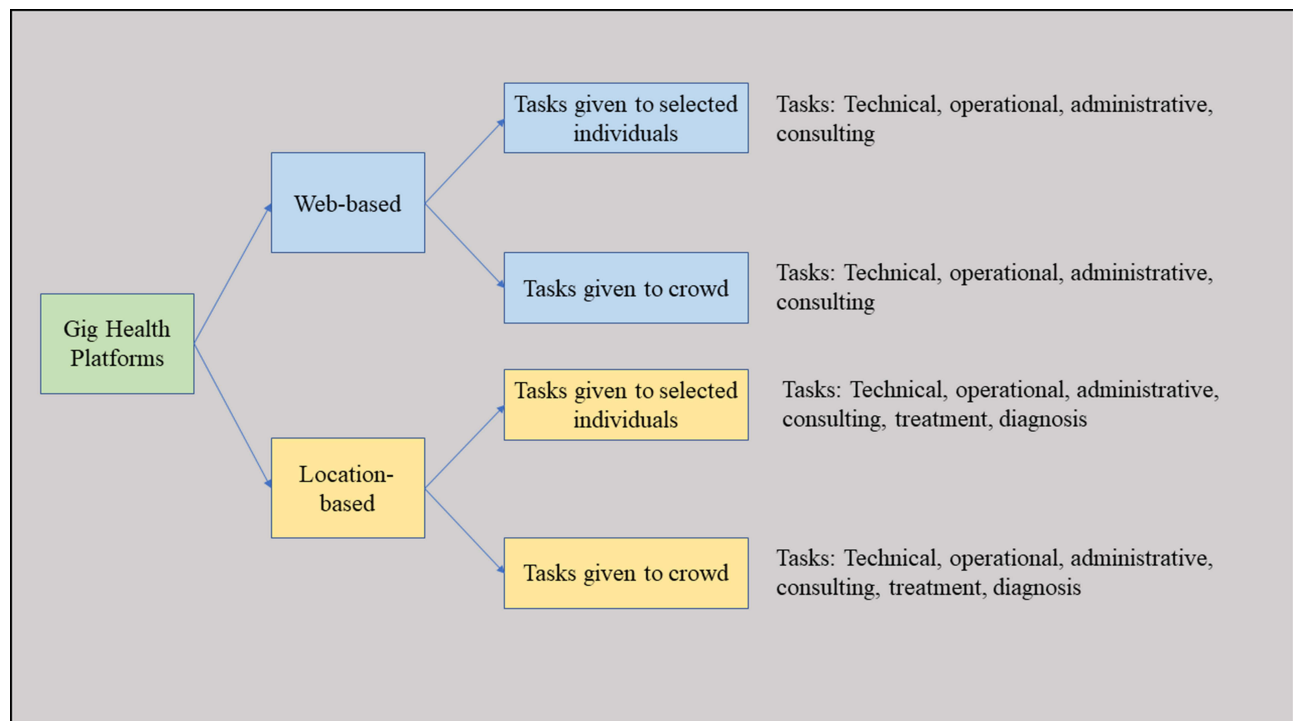 Tasks given to selected
individuals
Tasks: Technical, operational, administrative,
consulting
Web-based
Tasks given to crowd
Tasks: Technical, operational, administrative,
consulting
Gig Health
Platforms
Tasks given to selected
individuals
Tasks: Technical, operational, administrative,
consulting, treatment, diagnosis
Location-
based
Tasks given to crowd
Tasks: Technical, operational, administrative,
consulting, treatment, diagnosis